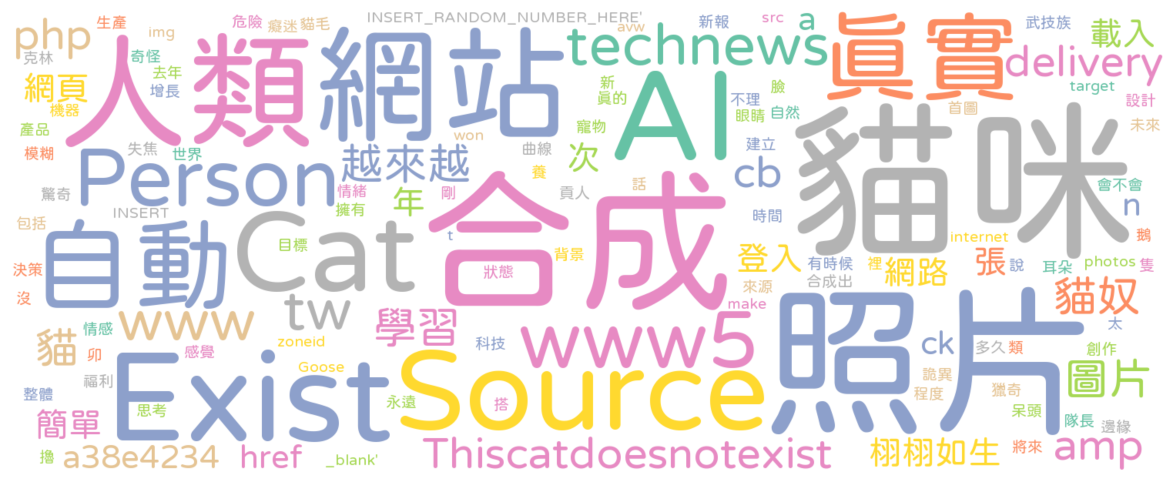 生產 img 癡迷 貓毛 危險 INSERT_RANDOM_NUMBER_HERE' avw 新報 src a 武技族
php 克林 奇怪 人類 網站 technews 眞實 載入
網頁 機器 去年 增長 新 眞的 AI 不理 眼睛 臉 自然 delivery target 設計
產品 模糊 失焦 世界 won 曲線 寵物 建立 首圖 未來
Person 越來越 次 cb 貓咪 會不會 n
驚奇 INSERT 情緒 擁有 年 剛 養 貢人 話 時間
包括 自動 Cat 目標 t 合成 背景 internet 鵝
決策 沒 tw 狀態 登入 來源 有時候 合成出 裡 網路 張 說 耳朵 photos 隻
貓 情感 www 學習 make 貓奴
卯 感覺 zoneid 科技 www5 照片 ck 多久 類 太 創作
整體 福利 Exist Goose Source 詭異 程度 獵奇 圖片
簡單 思考 永遠 搭 呆頭 隊長 邊緣
擼 a38e4234 href _blank' Thiscatdoesnotexist 栩栩如生 將來 amp